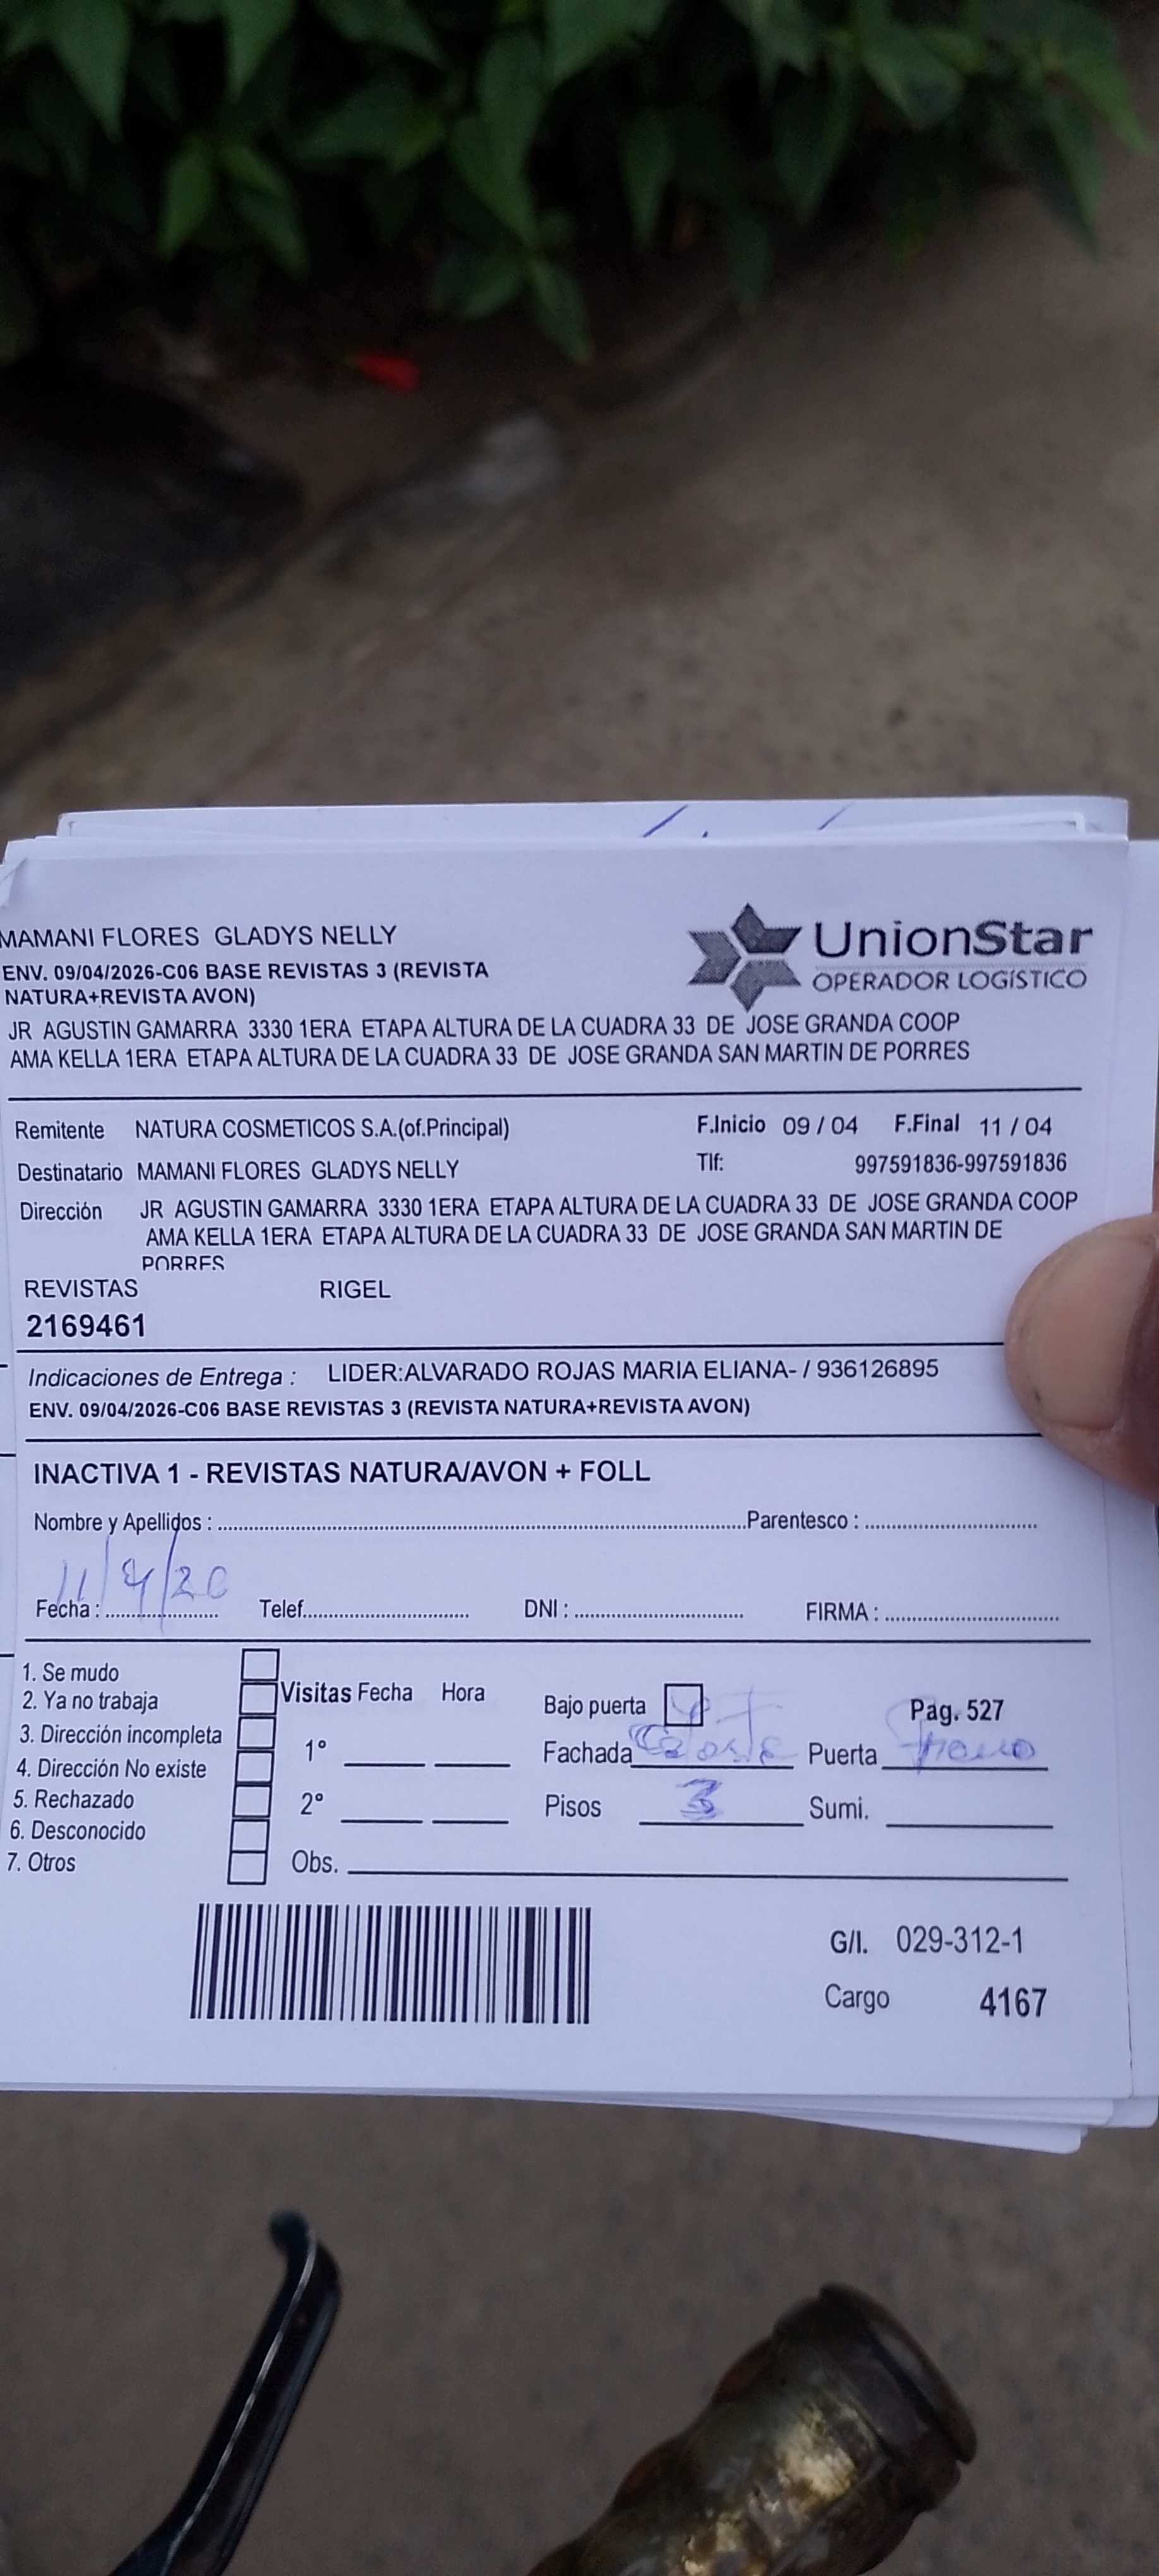 MAMANI FLORES GLADYS NELLY
ENV. 09/04/2026-C06 BASE REVISTAS 3 (REVISTA
NATURA+REVISTA AVON)
UnionStar
OPERADOR LOGÍSTICO
JR AGUSTIN GAMARRA 3330 1ERA ETAPA ALTURA DE LA CUADRA 33 DE JOSE GRANDA COOP
AMA KELLA 1ERA ETAPA ALTURA DE LA CUADRA 33 DE JOSE GRANDA SAN MARTIN DE PORRES
Remitente NATURA COSMETICOS S.A.(of.Principal) F.Inicio 09 / 04 F.Final 11 / 04
Destinatario MAMANI FLORES GLADYS NELLY Tlf: 997591836-997591836
Dirección JR AGUSTIN GAMARRA 3330 1ERA ETAPA ALTURA DE LA CUADRA 33 DE JOSE GRANDA COOP
AMA KELLA 1ERA ETAPA ALTURA DE LA CUADRA 33 DE JOSE GRANDA SAN MARTIN DE
PORRES
REVISTAS RIGEL
2169461
Indicaciones de Entrega : LIDER:ALVARADO ROJAS MARIA ELIANA- / 936126895
ENV. 09/04/2026-C06 BASE REVISTAS 3 (REVISTA NATURA+REVISTA AVON)
INACTIVA 1 - REVISTAS NATURA/AVON + FOLL
Nombre y Apellidos : Parentesco :
Fecha : Telef. DNI : FIRMA :
1. Se mudo
2. Ya no trabaja
3. Dirección incompleta
4. Dirección No existe
5. Rechazado
6. Desconocido
7. Otros
Visitas Fecha Hora
1°
2°
Obs.
Bajo puerta Pag. 527
Fachada Puerta
Pisos 3 Sumi.
G/I. 029-312-1
Cargo 4167